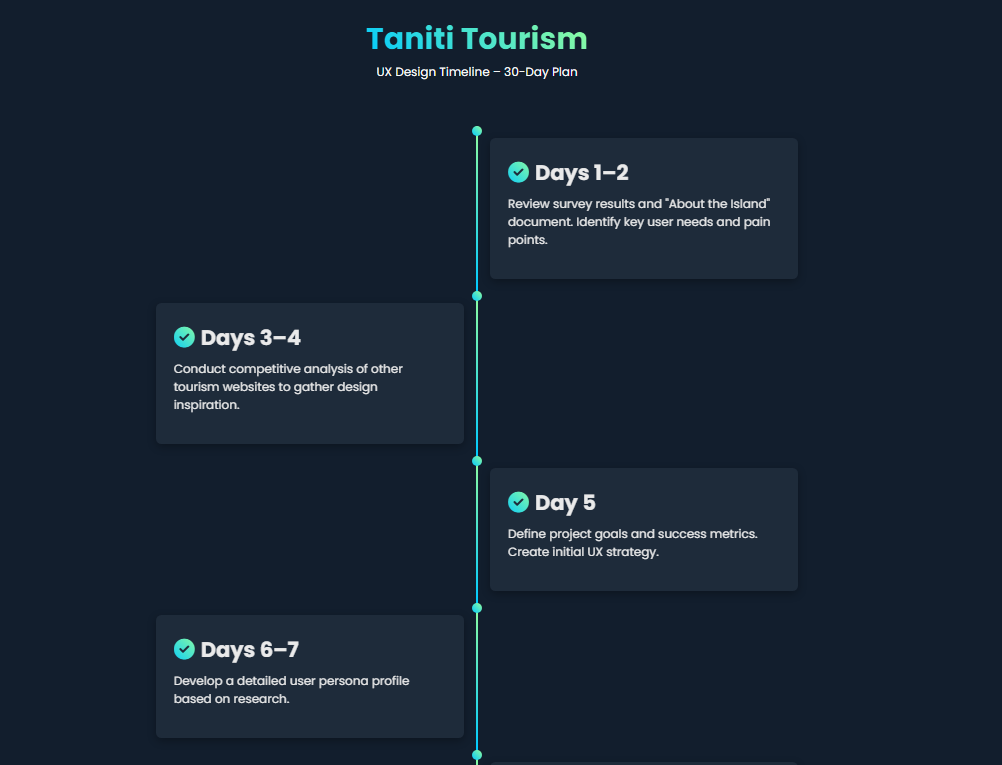 Taniti Tourism
UX Design Timeline – 30-Day Plan
Days 1–2
Review survey results and "About the Island"
document. Identify key user needs and pain
points.
Days 3–4
Conduct competitive analysis of other
tourism websites to gather design
inspiration.
Day 5
Define project goals and success metrics.
Create initial UX strategy.
Days 6–7
Develop a detailed user persona profile
based on research.